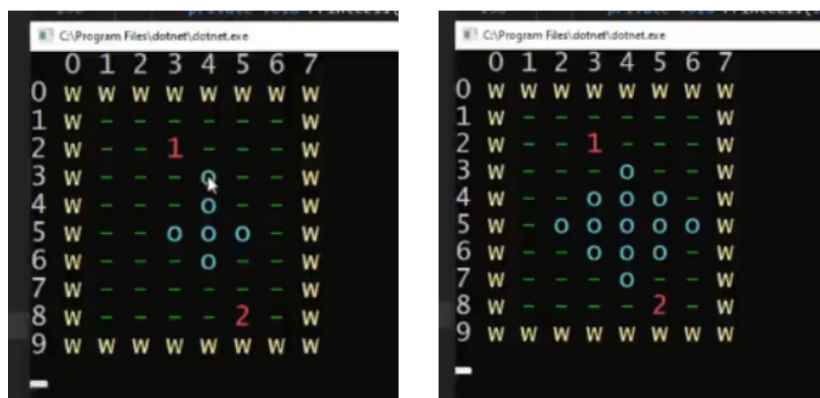 C:\Program Files\dotnet\dotnet.exe
0 1 2 3 4 5 6 7
0 W W W W W W W W
1 W - - - - - - W
2 W - - 1 - - - W
3 W - - - o - - W
4 W - - - o - - W
5 W - - o o o - W
6 W - - - o - - W
7 W - - - - - - W
8 W - - - - 2 - W
9 W W W W W W W W
C:\Program Files\dotnet\dotnet.exe
0 1 2 3 4 5 6 7
0 W W W W W W W W
1 W - - - - - - W
2 W - - 1 - - - W
3 W - - - o - - W
4 W - - o o o - W
5 W - o o o o o W
6 W - - o o o - W
7 W - - - o - - W
8 W - - - - 2 - W
9 W W W W W W W W